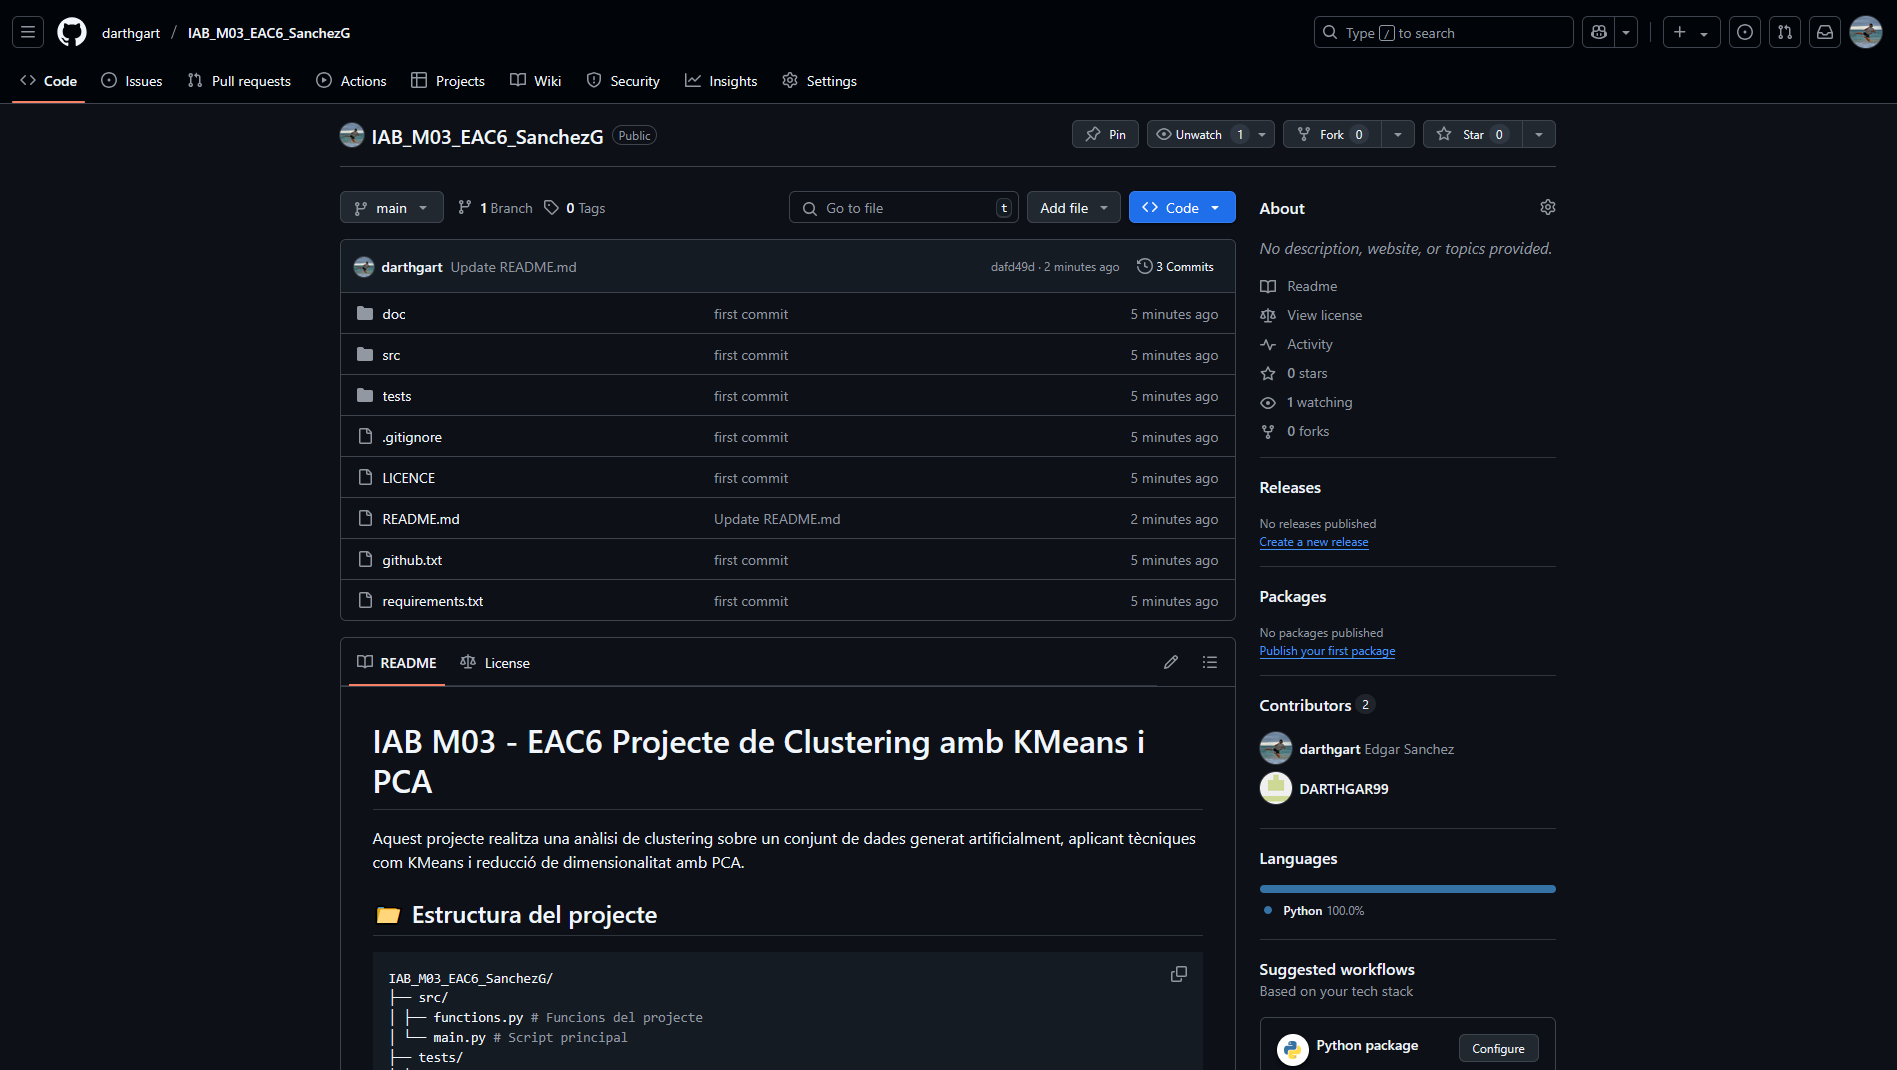 darthgart / IAB_M03_EAC6_SanchezG
Type / to search
Code Issues Pull requests Actions Projects Wiki Security Insights Settings
IAB_M03_EAC6_SanchezG Public
Pin Unwatch 1 Fork 0 Star 0
main 1 Branch 0 Tags Go to file t Add file Code
darthgart Update README.md dafd49d · 2 minutes ago 3 Commits
doc first commit 5 minutes ago
src first commit 5 minutes ago
tests first commit 5 minutes ago
.gitignore first commit 5 minutes ago
LICENCE first commit 5 minutes ago
README.md Update README.md 2 minutes ago
github.txt first commit 5 minutes ago
requirements.txt first commit 5 minutes ago
README License
IAB M03 - EAC6 Projecte de Clustering amb KMeans i
PCA
Aquest projecte realitza una anàlisi de clustering sobre un conjunt de dades generat artificialment, aplicant tècniques
com KMeans i reducció de dimensionalitat amb PCA.
Estructura del projecte
IAB_M03_EAC6_SanchezG/
├── src/
│ ├── functions.py # Funcions del projecte
│ └── main.py # Script principal
├── tests/
About
No description, website, or topics provided.
Readme
View license
Activity
0 stars
1 watching
0 forks
Releases
No releases published
Create a new release
Packages
No packages published
Publish your first package
Contributors 2
darthgart Edgar Sanchez
DARTHGAR99
Languages
Python 100.0%
Suggested workflows
Based on your tech stack
Python package
Configure